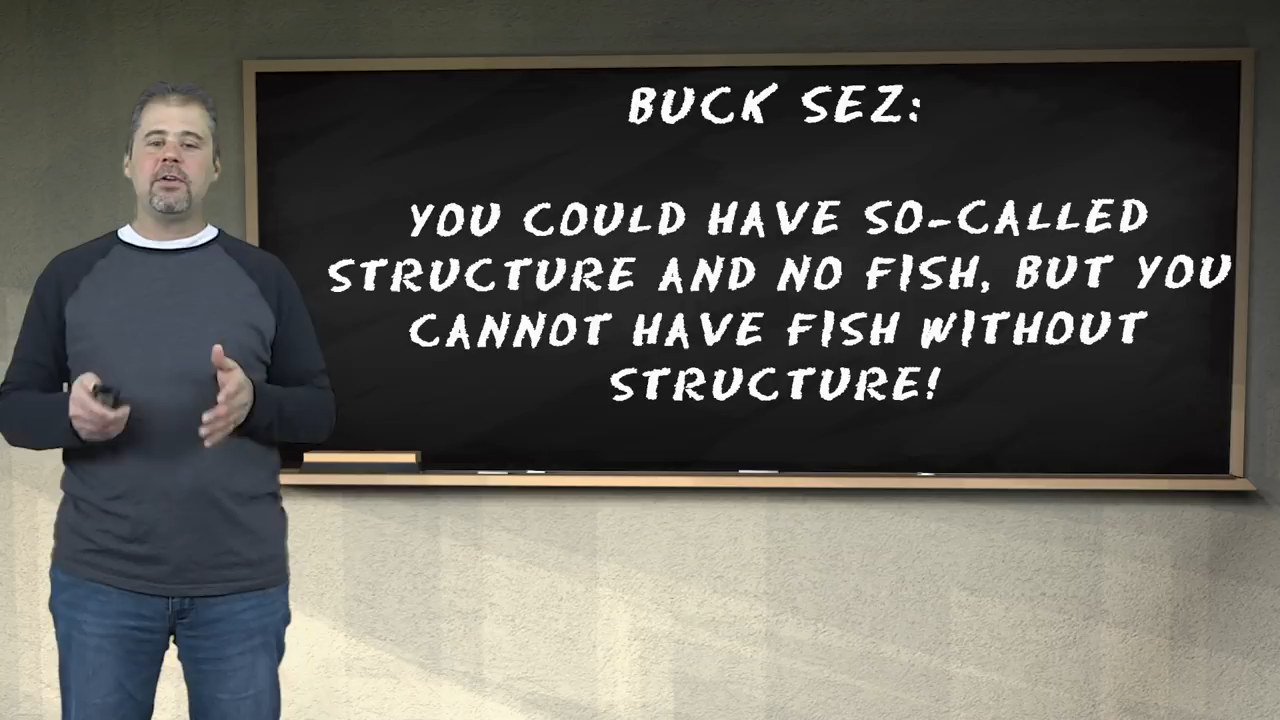 BUCK SEZ:
YOU COULD HAVE SO-CALLED
STRUCTURE AND NO FISH, BUT YOU
CANNOT HAVE FISH WITHOUT
STRUCTURE!